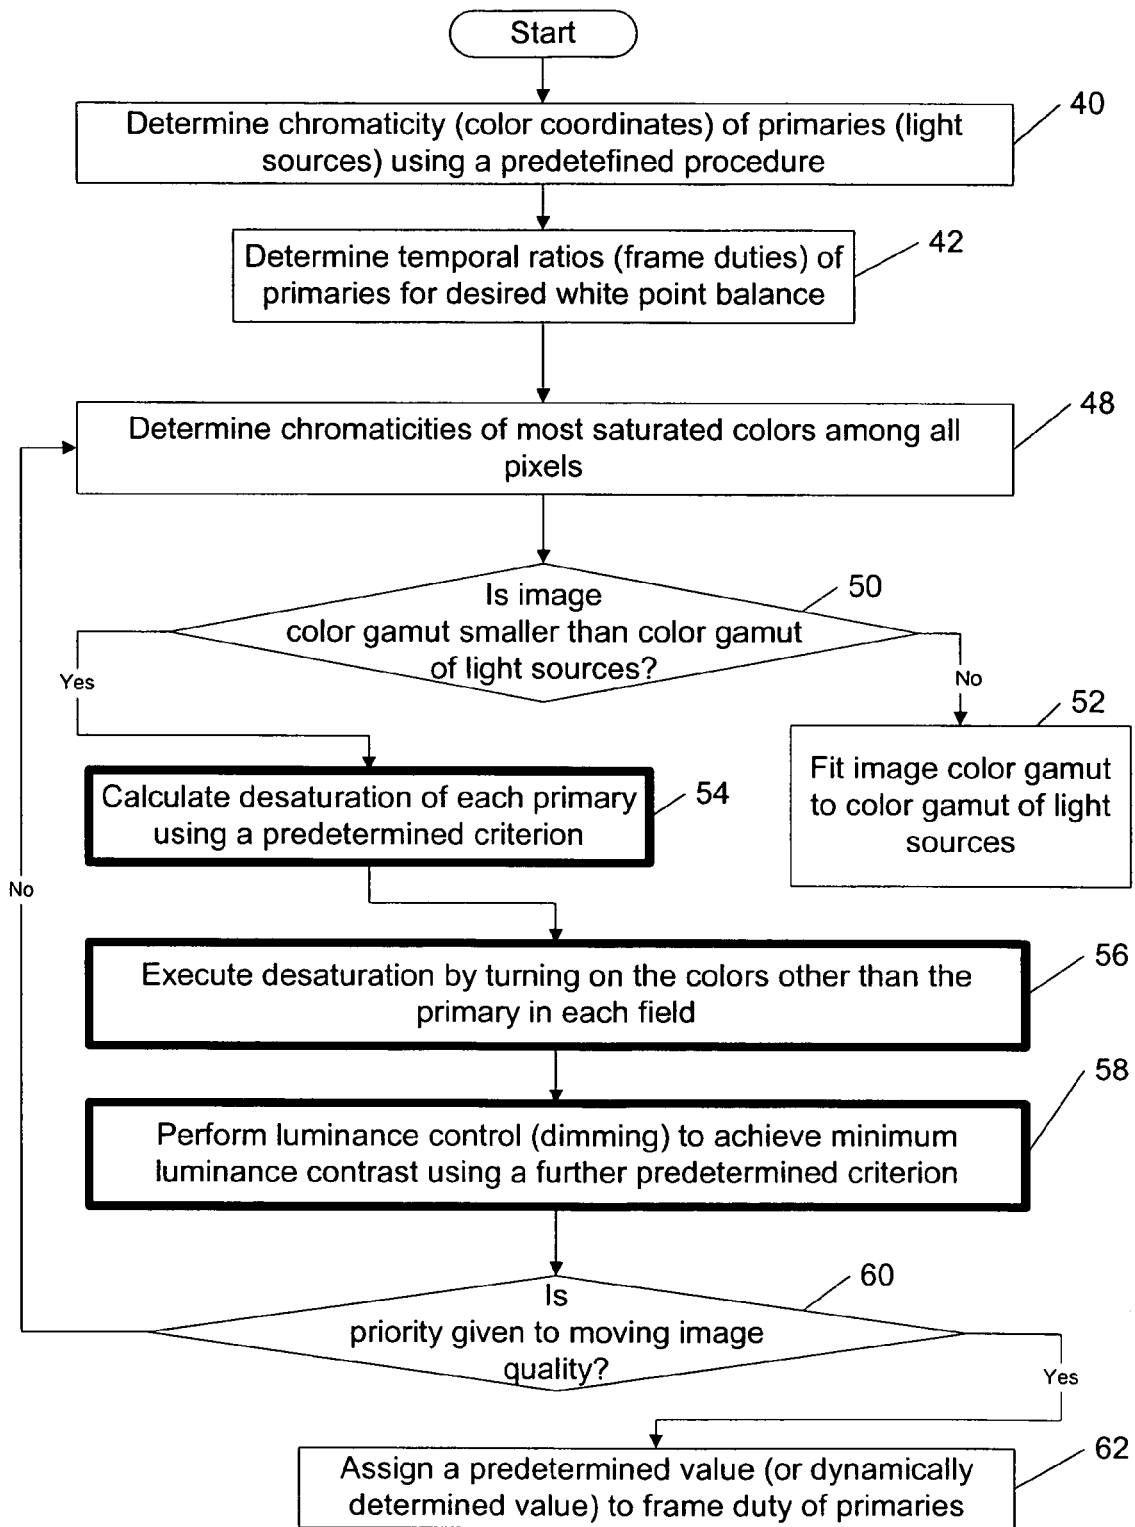 Start
40
Determine chromaticity (color coordinates) of primaries (light
sources) using a predetefined procedure
42
Determine temporal ratios (frame duties) of
primaries for desired white point balance
48
Determine chromaticities of most saturated colors among all
pixels
50
Is image
color gamut smaller than color gamut
of light sources?
Yes
No
52
Fit image color gamut
to color gamut of light
sources
54
Calculate desaturation of each primary
using a predetermined criterion
No
56
Execute desaturation by turning on the colors other than the
primary in each field
58
Perform luminance control (dimming) to achieve minimum
luminance contrast using a further predetermined criterion
60
Is
priority given to moving image
quality?
Yes
62
Assign a predetermined value (or dynamically
determined value) to frame duty of primaries